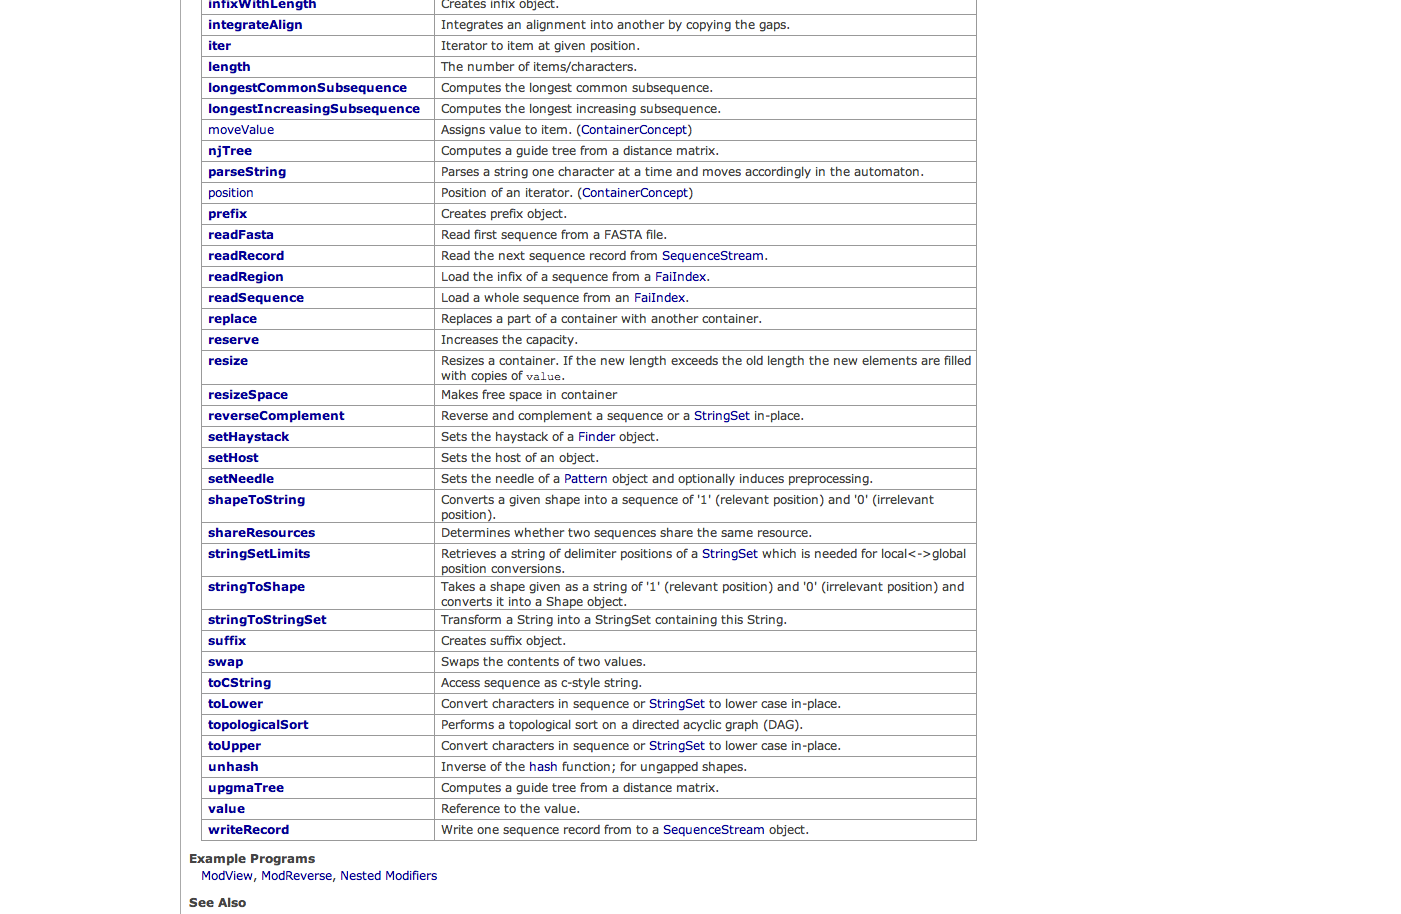 infixWithLength Creates infix object.
integrateAlign Integrates an alignment into another by copying the gaps.
iter Iterator to item at given position.
length The number of items/characters.
longestCommonSubsequence Computes the longest common subsequence.
longestIncreasingSubsequence Computes the longest increasing subsequence.
moveValue Assigns value to item. (ContainerConcept)
njTree Computes a guide tree from a distance matrix.
parseString Parses a string one character at a time and moves accordingly in the automaton.
position Position of an iterator. (ContainerConcept)
prefix Creates prefix object.
readFasta Read first sequence from a FASTA file.
readRecord Read the next sequence record from SequenceStream.
readRegion Load the infix of a sequence from a FaiIndex.
readSequence Load a whole sequence from an FaiIndex.
replace Replaces a part of a container with another container.
reserve Increases the capacity.
resize Resizes a container. If the new length exceeds the old length the new elements are filled
with copies of value.
resizeSpace Makes free space in container
reverseComplement Reverse and complement a sequence or a StringSet in-place.
setHaystack Sets the haystack of a Finder object.
setHost Sets the host of an object.
setNeedle Sets the needle of a Pattern object and optionally induces preprocessing.
shapeToString Converts a given shape into a sequence of '1' (relevant position) and '0' (irrelevant
position).
shareResources Determines whether two sequences share the same resource.
stringSetLimits Retrieves a string of delimiter positions of a StringSet which is needed for local<->global
position conversions.
stringToShape Takes a shape given as a string of '1' (relevant position) and '0' (irrelevant position) and
converts it into a Shape object.
stringToStringSet Transform a String into a StringSet containing this String.
suffix Creates suffix object.
swap Swaps the contents of two values.
toCString Access sequence as c-style string.
toLower Convert characters in sequence or StringSet to lower case in-place.
topologicalSort Performs a topological sort on a directed acyclic graph (DAG).
toUpper Convert characters in sequence or StringSet to lower case in-place.
unhash Inverse of the hash function; for ungapped shapes.
upgmaTree Computes a guide tree from a distance matrix.
value Reference to the value.
writeRecord Write one sequence record from to a SequenceStream object.
Example Programs
ModView, ModReverse, Nested Modifiers
See Also